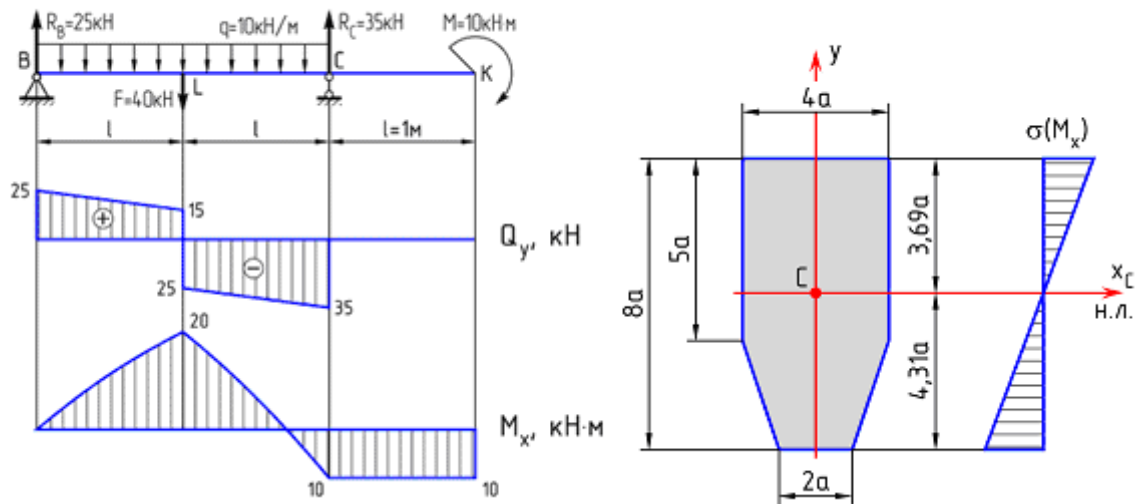 R_B=25кН q=10кН/м R_C=35кН M=10кН·м
B C K
F=40кН L
l l l=1м
25
15
Q_y, кН
25
35
20
M_x, кН·м
10 10
y
4a
σ(M_x)
5a
8a
3,69a
C
x_C
н.л.
4,31a
2a